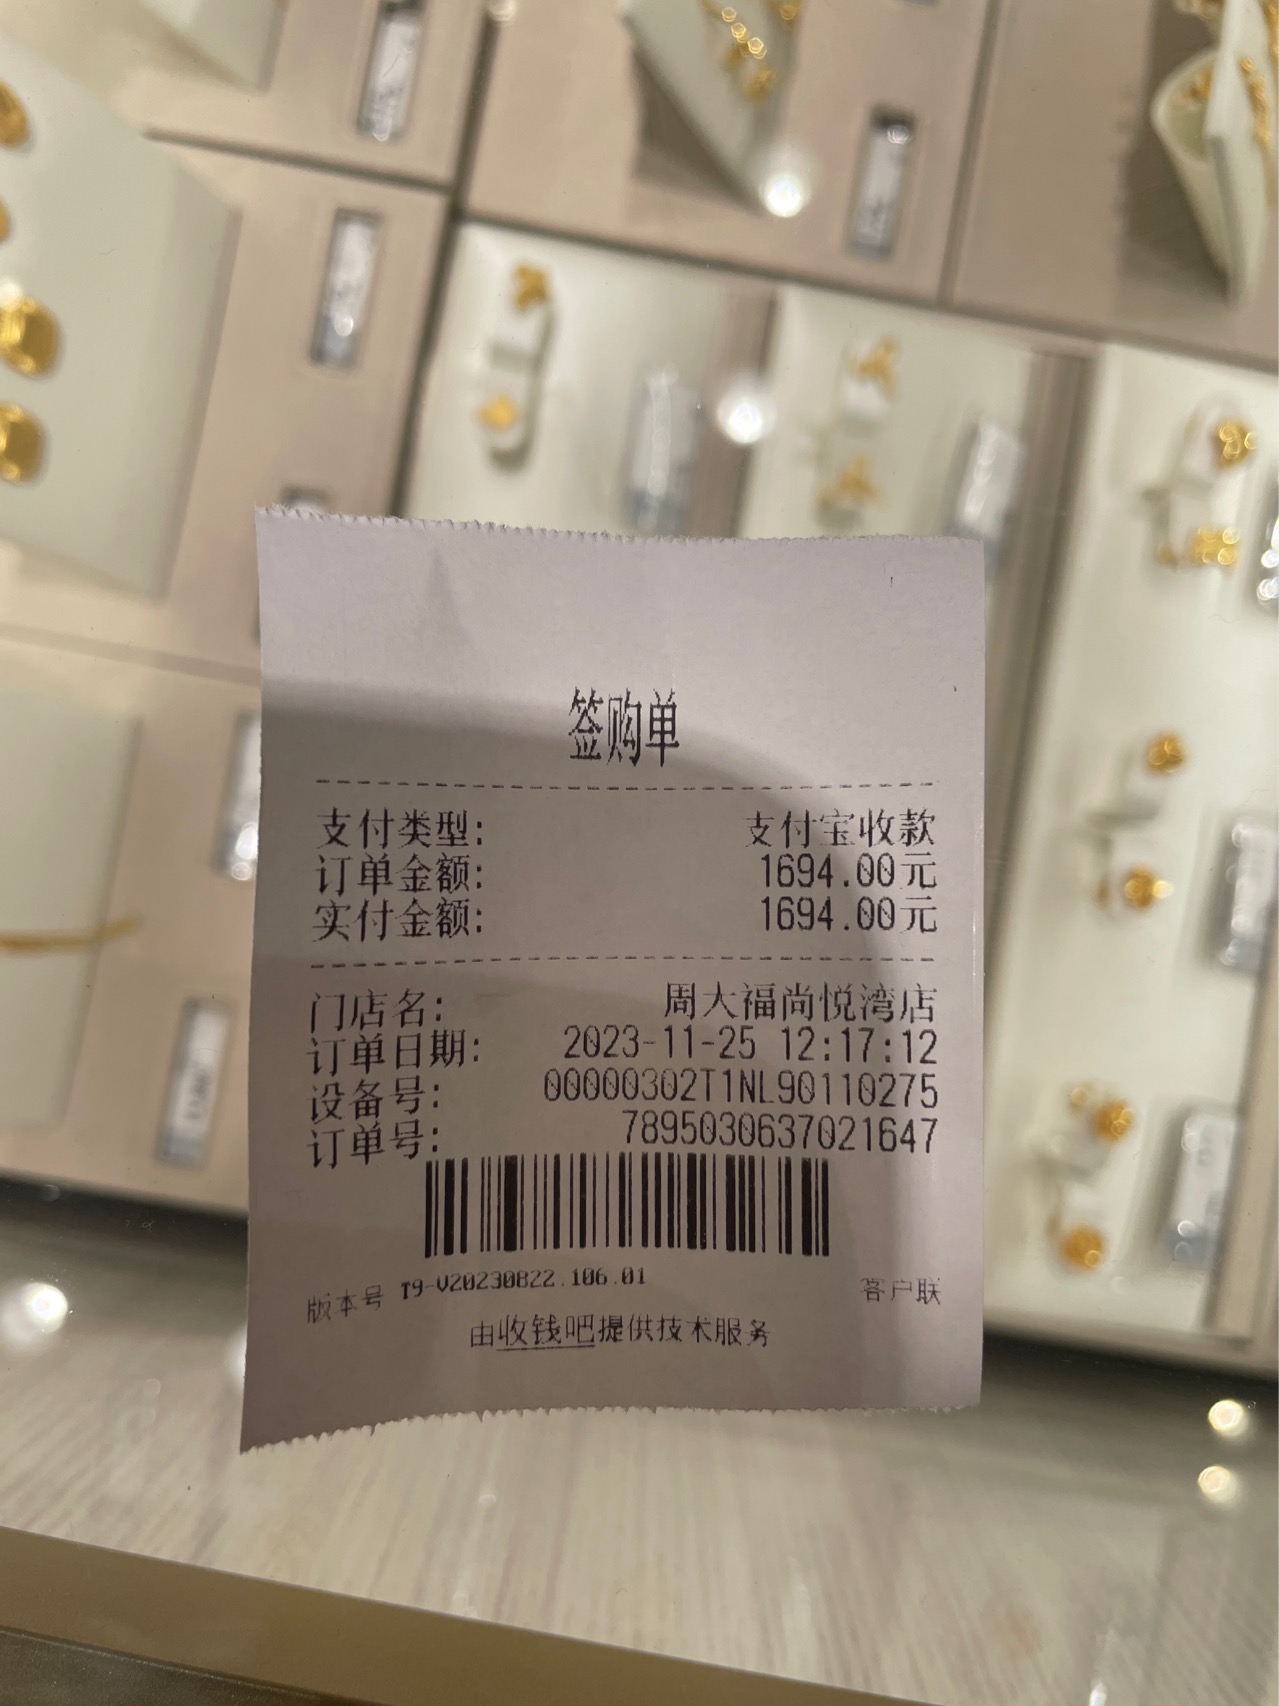 签购单
支付类型: 支付宝收款
订单金额: 1694.00元
实付金额: 1694.00元
门店名: 周大福尚悦湾店
订单日期: 2023-11-25 12:17:12
设备号: 00000302T1NL90110275
订单号: 7895030637021647
版本号 T9-V20230822.106.01 客户联
由收钱吧提供技术服务